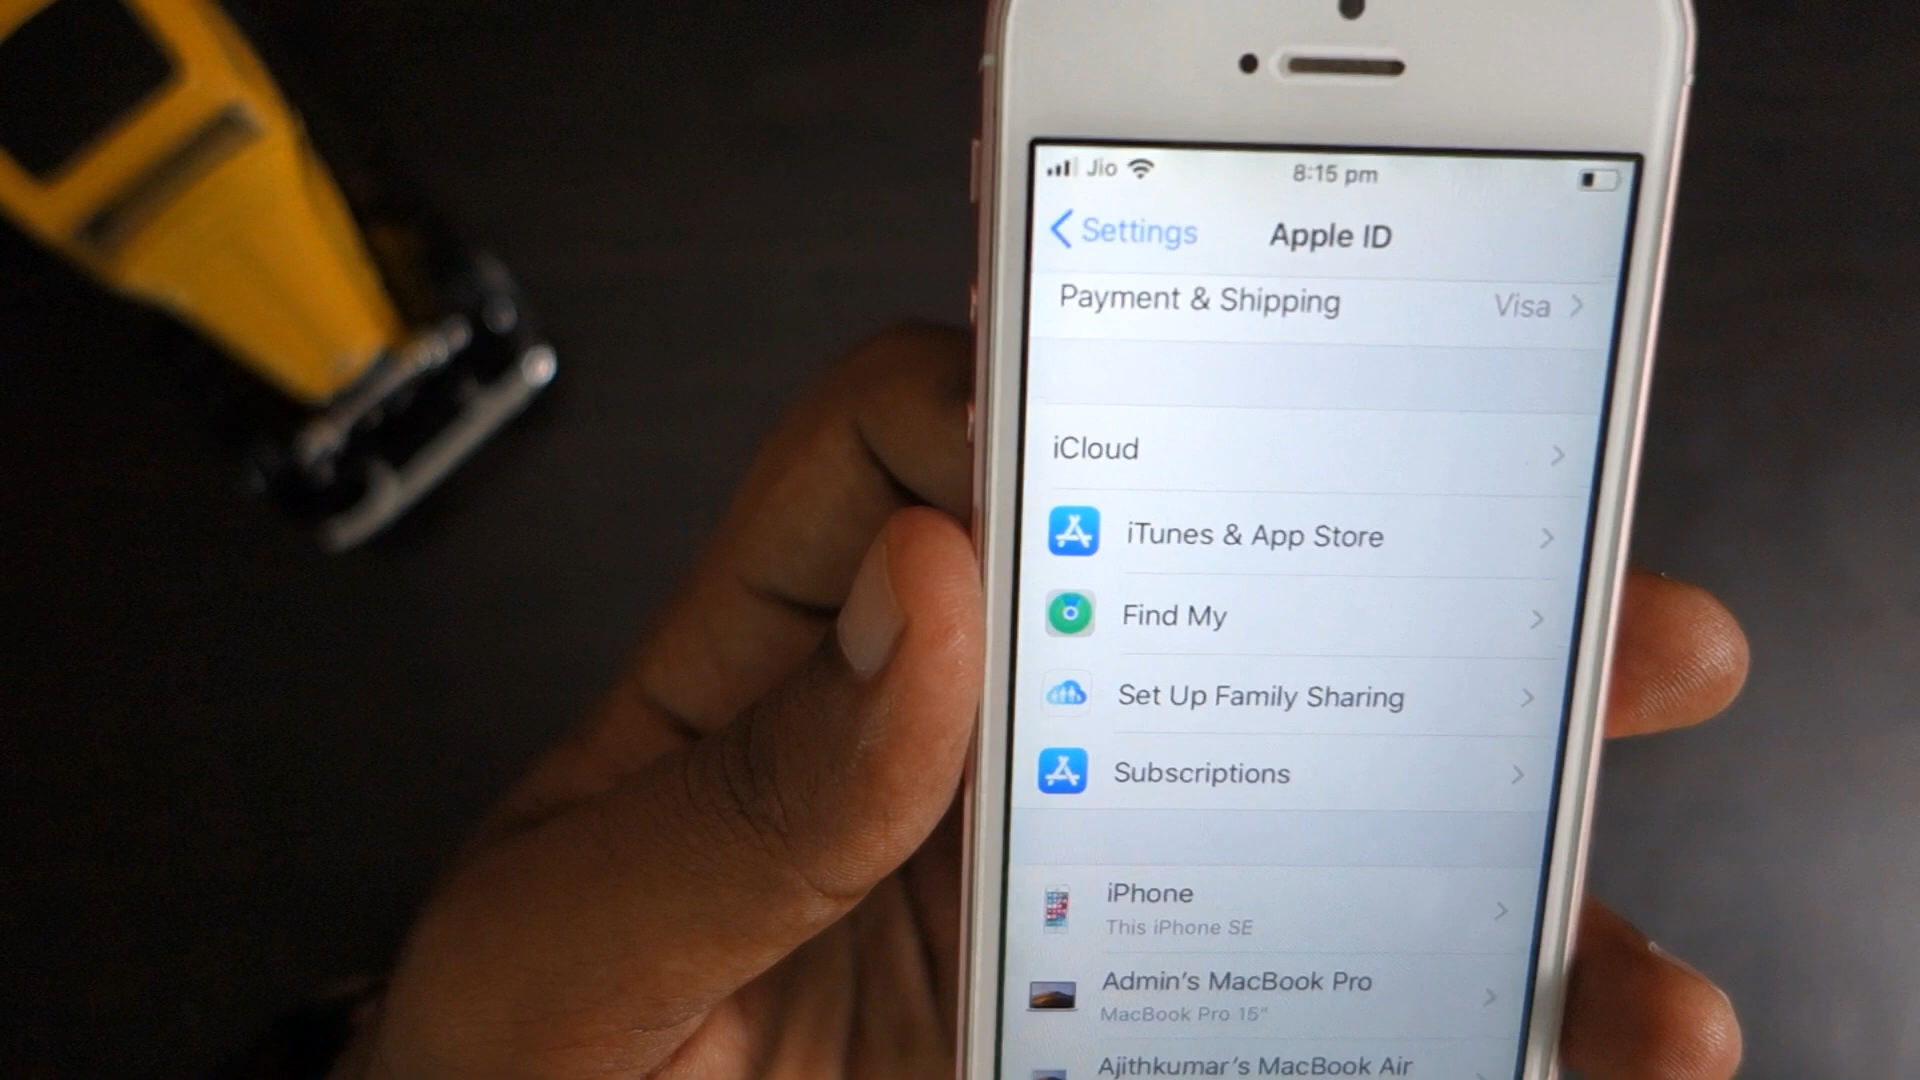 Jio 8:15 pm
Settings Apple ID
Payment & Shipping Visa
iCloud
iTunes & App Store
Find My
Set Up Family Sharing
Subscriptions
iPhone
This iPhone SE
Admin's MacBook Pro
MacBook Pro 15"
Ajithkumar's MacBook Air